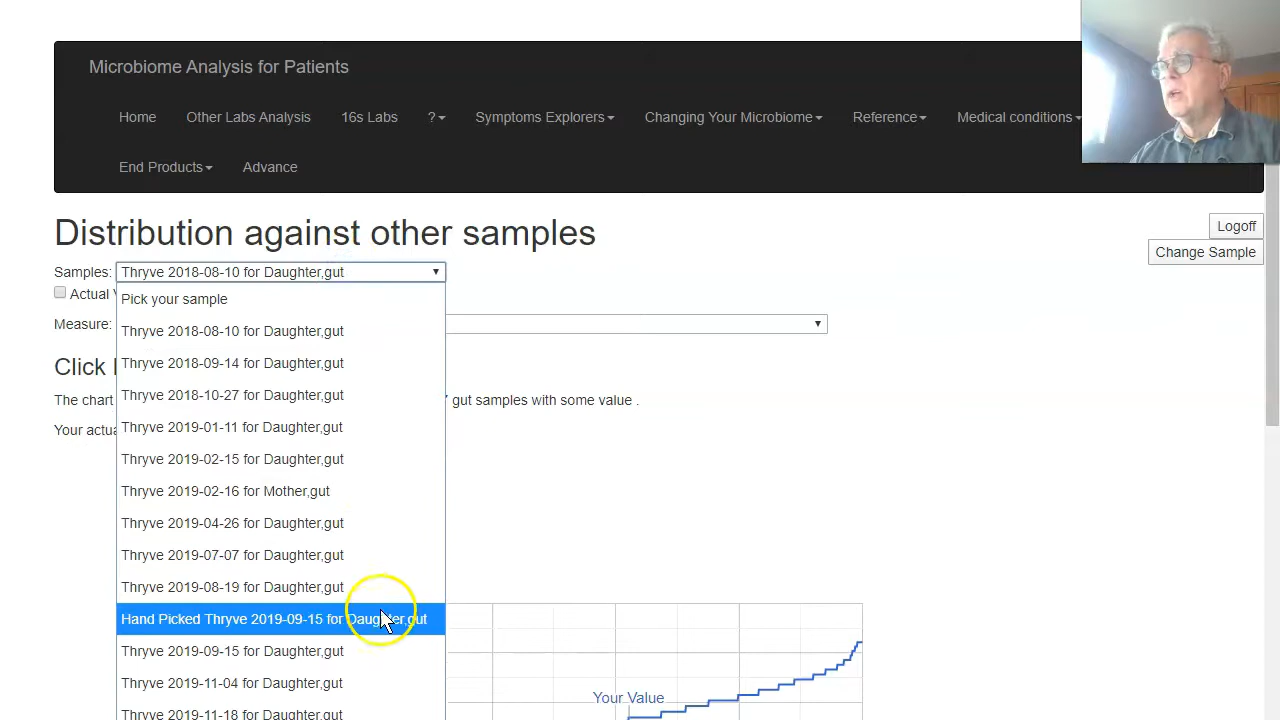 Microbiome Analysis for Patients
Home Other Labs Analysis 16s Labs ? Symptoms Explorers Changing Your Microbiome Reference Medical conditions
End Products Advance
Distribution against other samples
Logoff
Change Sample
Samples: Thryve 2018-08-10 for Daughter,gut
Actual
Pick your sample
Measure:
Thryve 2018-08-10 for Daughter,gut
Click
Thryve 2018-09-14 for Daughter,gut
The chart
Thryve 2018-10-27 for Daughter,gut
gut samples with some value .
Your
Thryve 2019-01-11 for Daughter,gut
Thryve 2019-02-15 for Daughter,gut
Thryve 2019-02-16 for Mother,gut
Thryve 2019-04-26 for Daughter,gut
Thryve 2019-07-07 for Daughter,gut
Thryve 2019-08-19 for Daughter,gut
Hand Picked Thryve 2019-09-15 for Daughter,gut
Thryve 2019-09-15 for Daughter,gut
Thryve 2019-11-04 for Daughter,gut
Thryve 2019-11-18 for Daughter,gut
Your Value